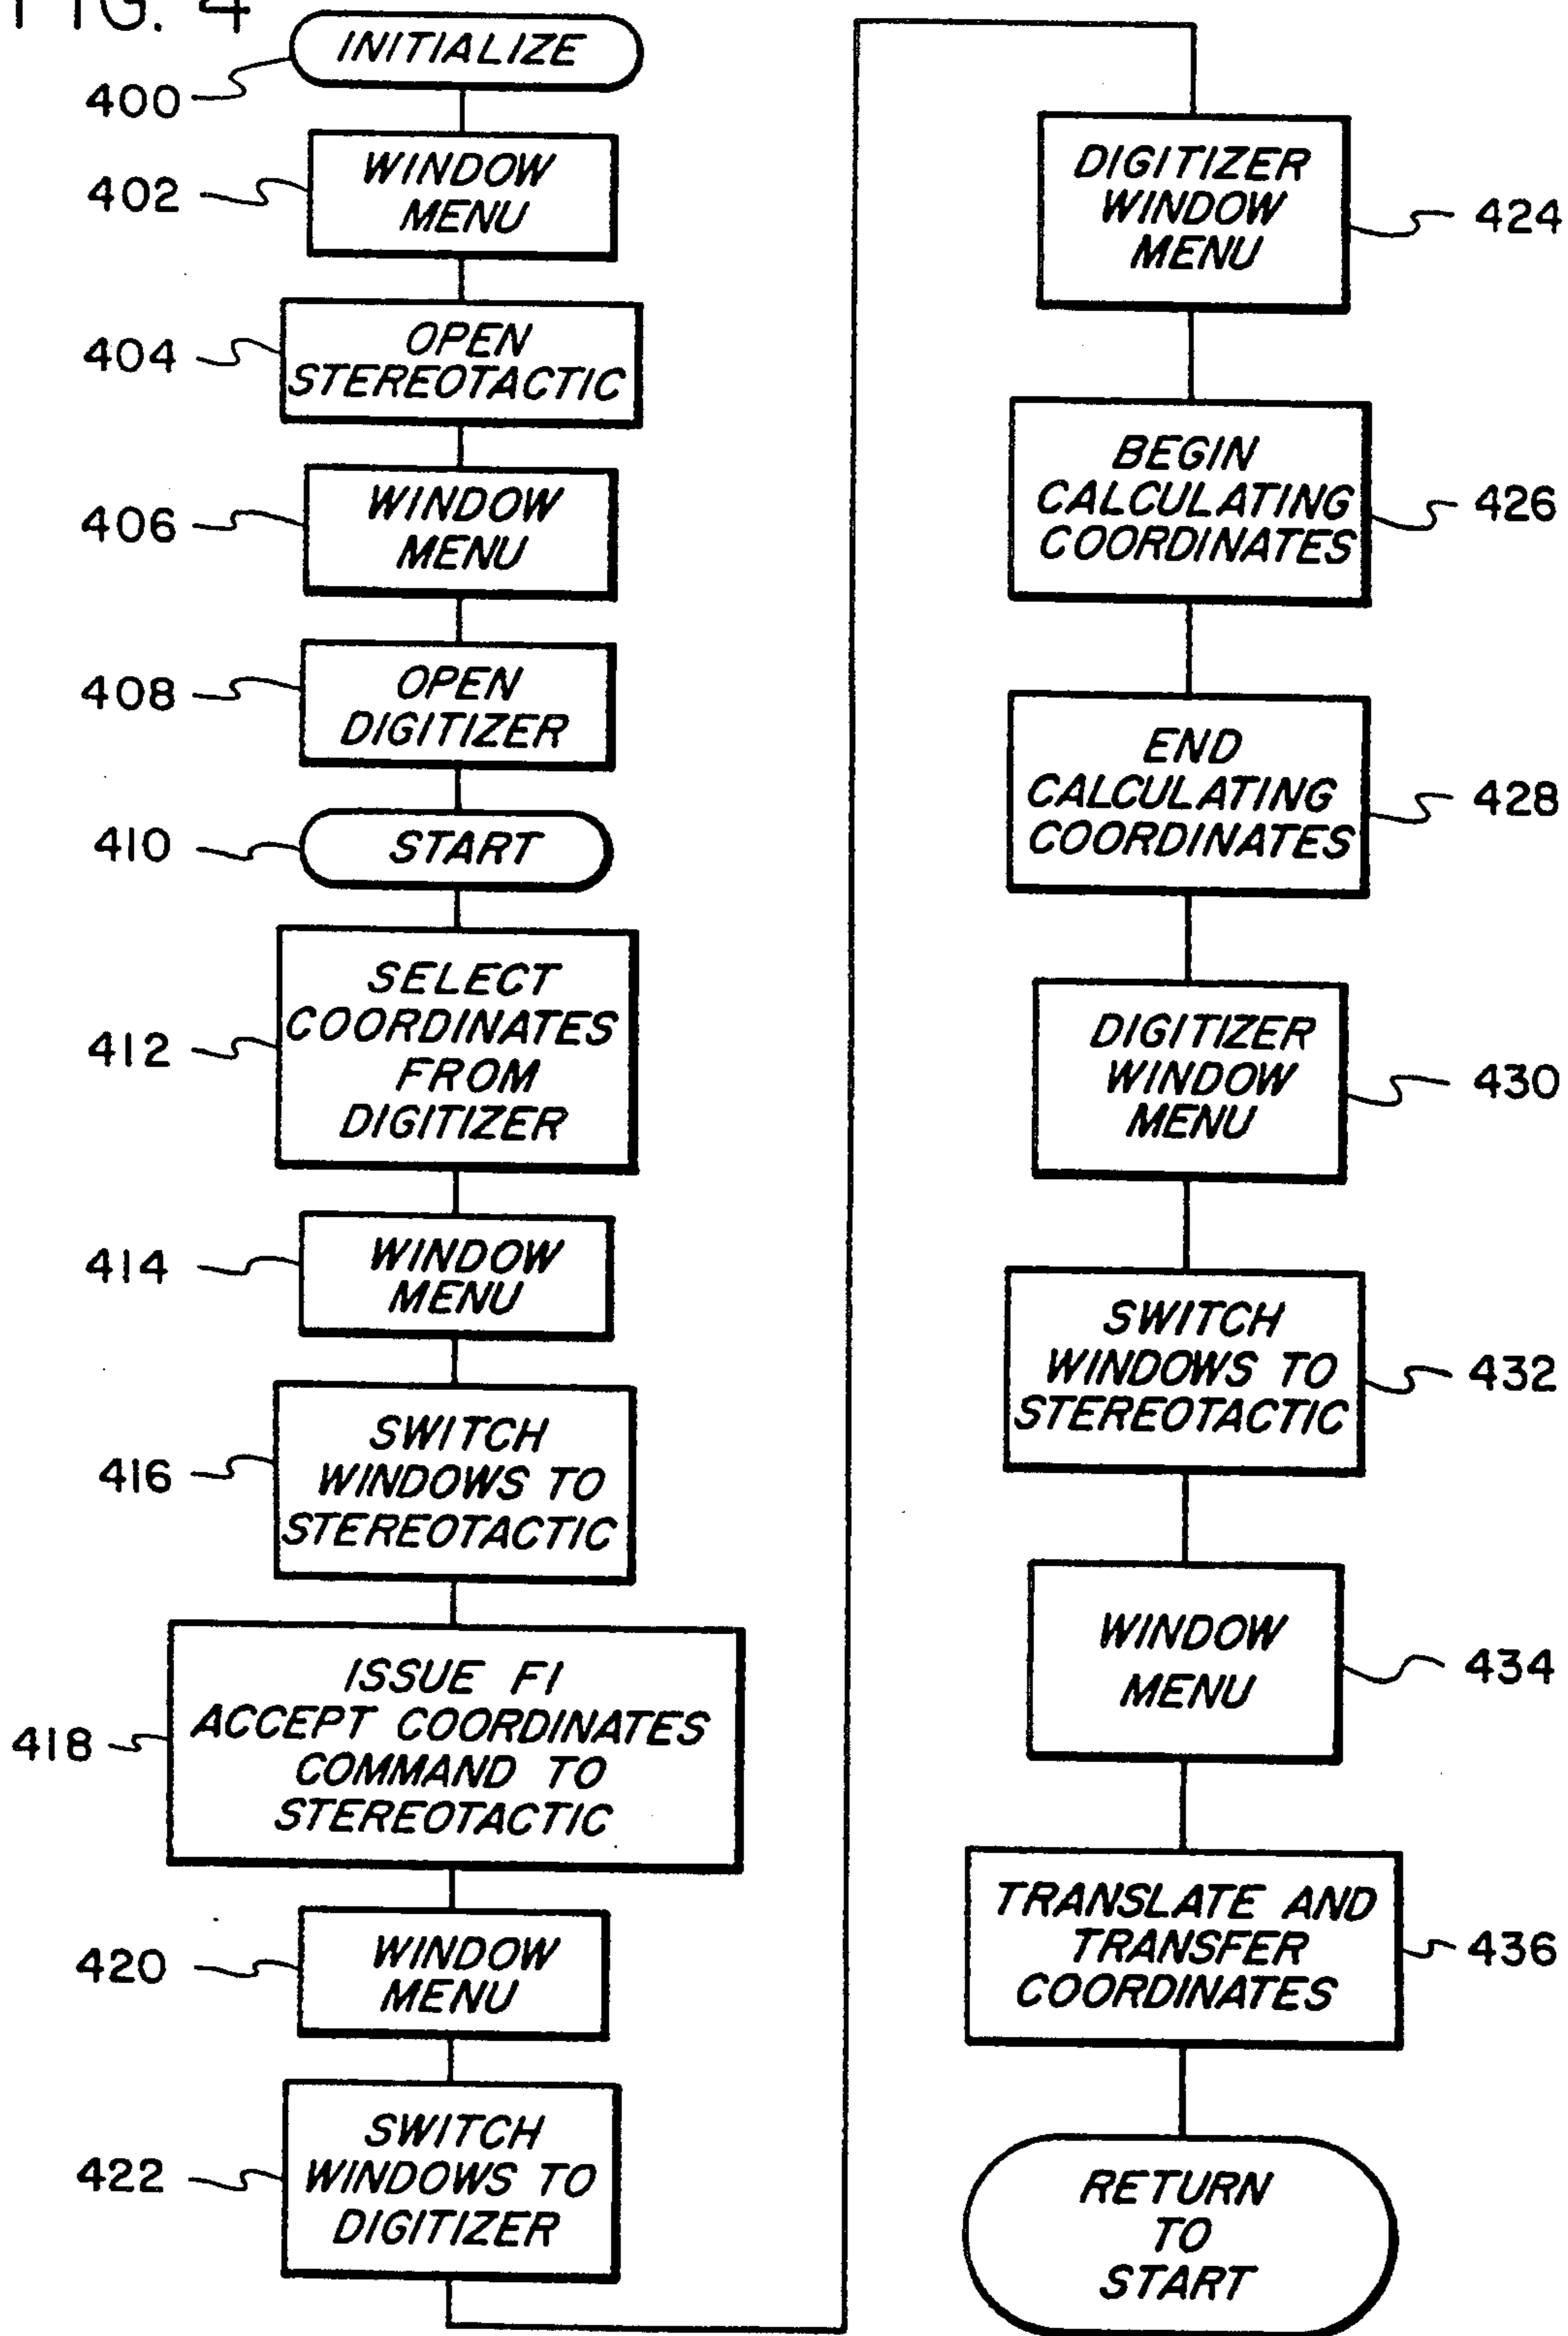 FIG. 4
INITIALIZE
400
WINDOW
MENU
402
OPEN
STEREOTACTIC
404
WINDOW
MENU
406
OPEN
DIGITIZER
408
START
410
SELECT
COORDINATES
FROM
DIGITIZER
412
WINDOW
MENU
414
SWITCH
WINDOWS TO
STEREOTACTIC
416
ISSUE F1
ACCEPT COORDINATES
COMMAND TO
STEREOTACTIC
418
WINDOW
MENU
420
SWITCH
WINDOWS TO
DIGITIZER
422
DIGITIZER
WINDOW
MENU
424
BEGIN
CALCULATING
COORDINATES
426
END
CALCULATING
COORDINATES
428
DIGITIZER
WINDOW
MENU
430
SWITCH
WINDOWS TO
STEREOTACTIC
432
WINDOW
MENU
434
TRANSLATE AND
TRANSFER
COORDINATES
436
RETURN
TO
START